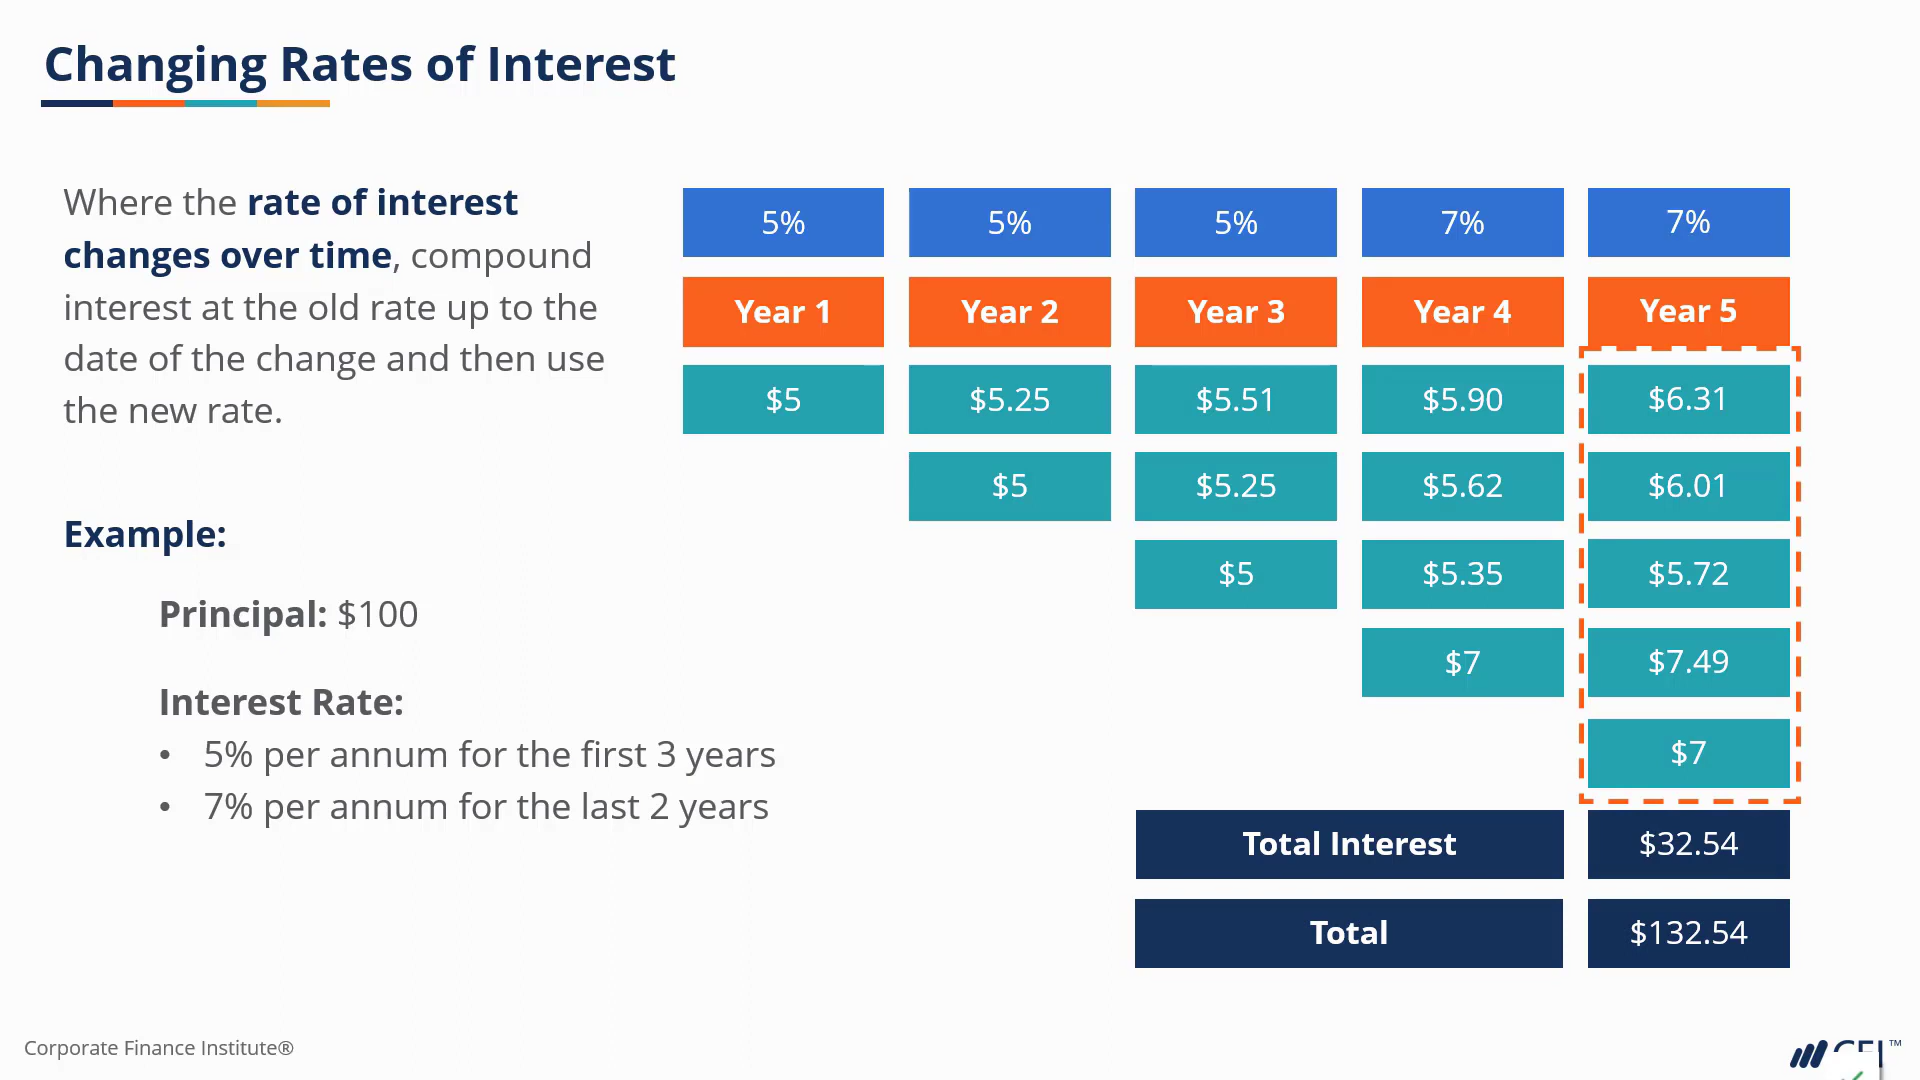 Changing Rates of Interest
Where the rate of interest
changes over time, compound
interest at the old rate up to the
date of the change and then use
the new rate.
Example:
Principal: $100
Interest Rate:
• 5% per annum for the first 3 years
• 7% per annum for the last 2 years
5% 5% 5% 7% 7%
Year 1 Year 2 Year 3 Year 4 Year 5
$5 $5.25 $5.51 $5.90 $6.31
$5 $5.25 $5.62 $6.01
$5 $5.35 $5.72
$7 $7.49
$7
Total Interest $32.54
Total $132.54
Corporate Finance Institute®
CFI™